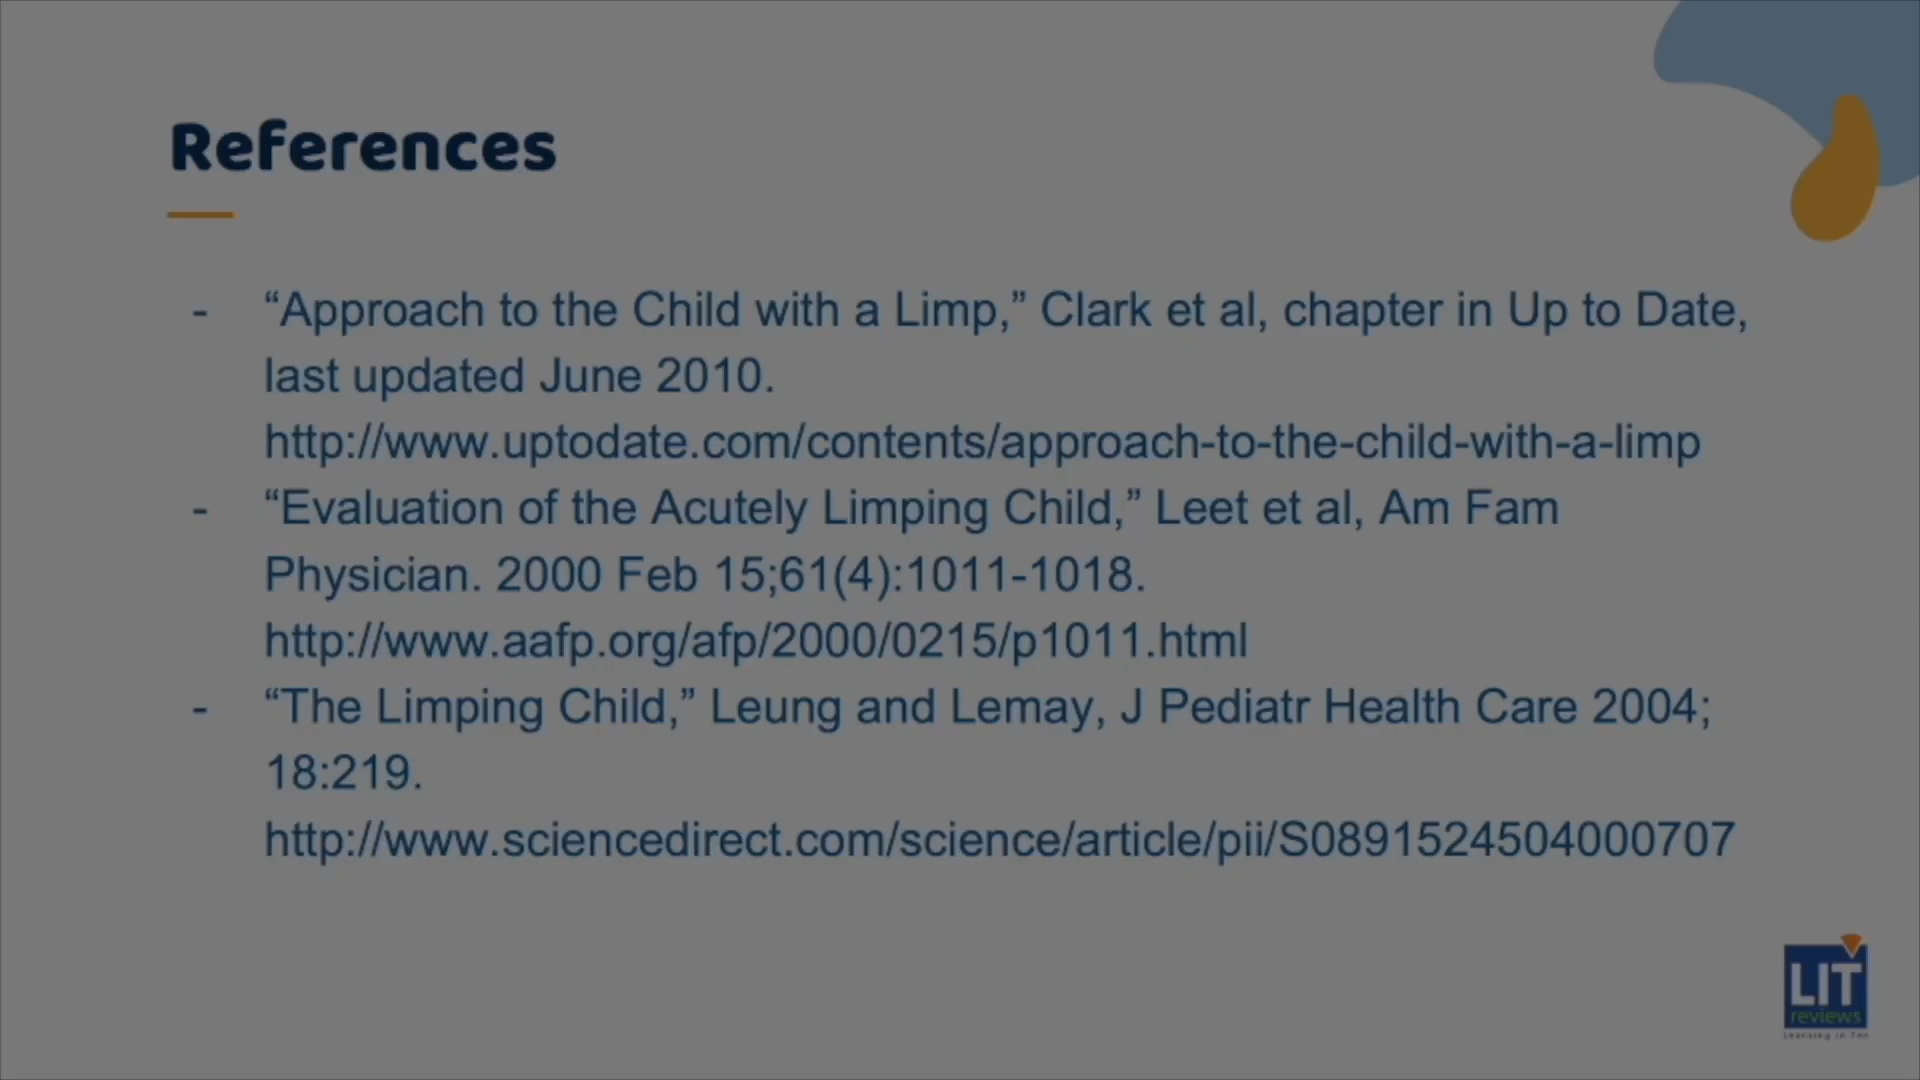 References
- “Approach to the Child with a Limp,” Clark et al, chapter in Up to Date,
last updated June 2010.
http://www.uptodate.com/contents/approach-to-the-child-with-a-limp
- “Evaluation of the Acutely Limping Child,” Leet et al, Am Fam
Physician. 2000 Feb 15;61(4):1011-1018.
http://www.aafp.org/afp/2000/0215/p1011.html
- “The Limping Child,” Leung and Lemay, J Pediatr Health Care 2004;
18:219.
http://www.sciencedirect.com/science/article/pii/S0891524504000707
LIT
reviews
Learning in Ten